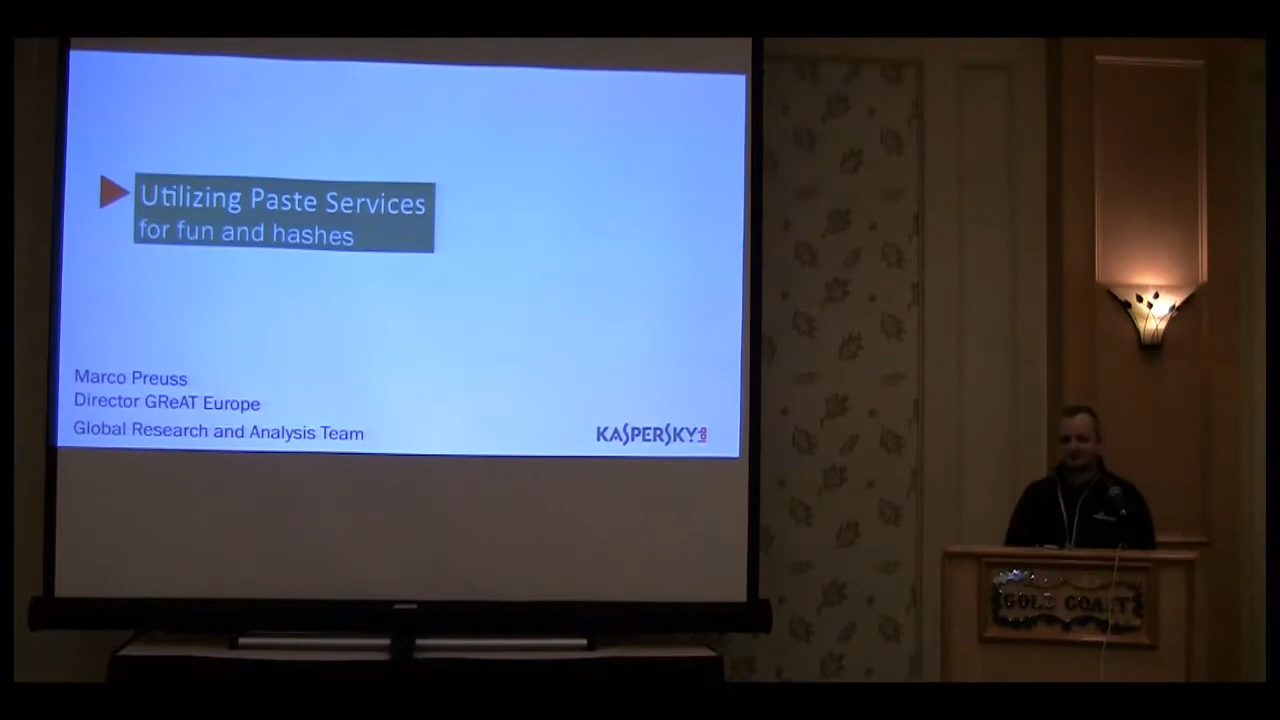 Utilizing Paste Services
for fun and hashes
Marco Preuss
Director GReAT Europe
Global Research and Analysis Team
KASPERSKY lab
GOLD COAST